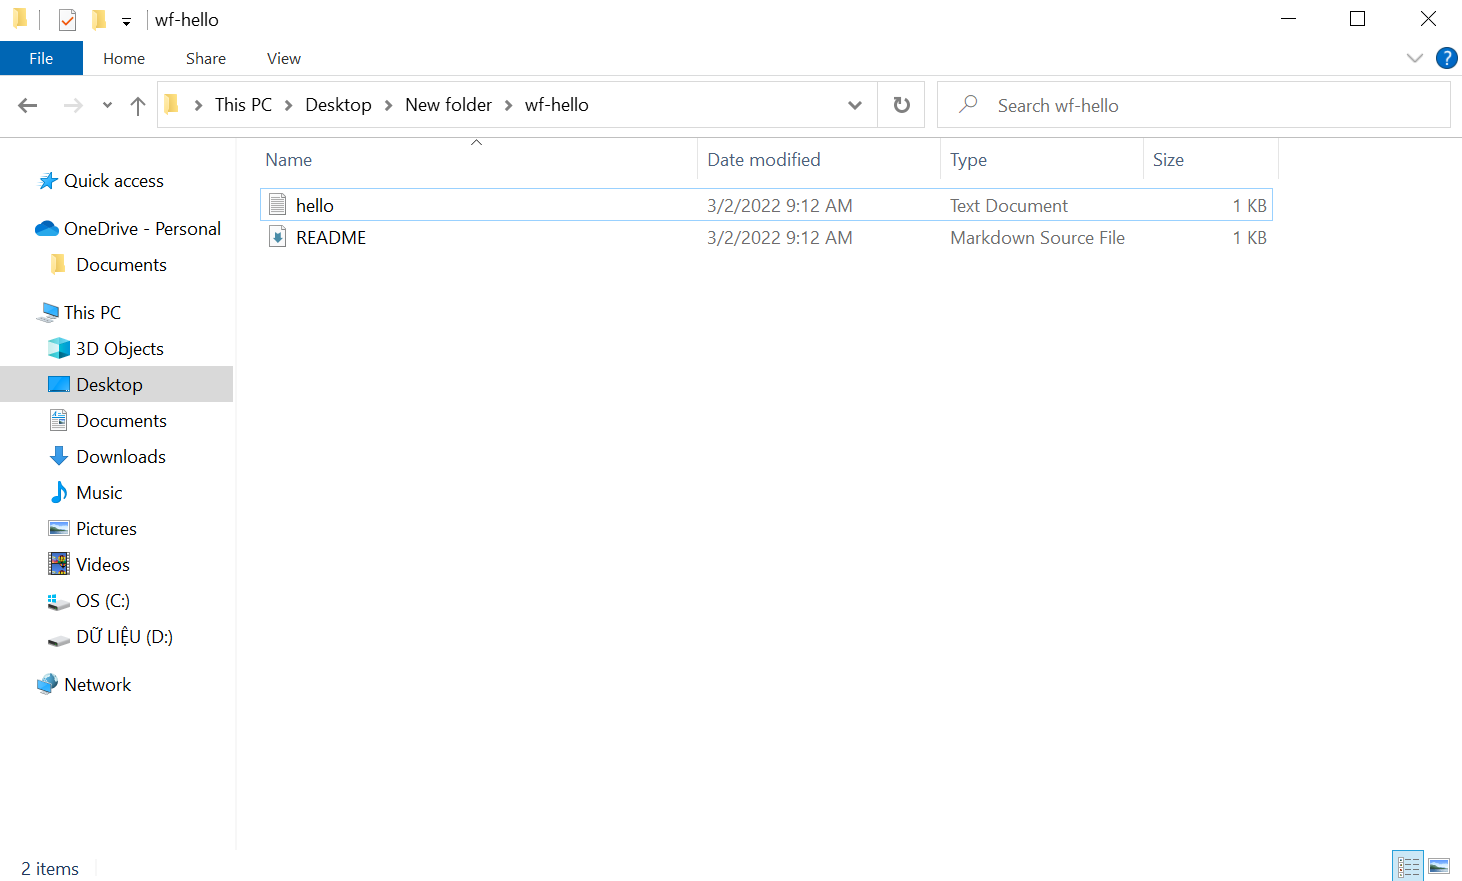 wf-hello
File Home Share View
This PC Desktop New folder wf-hello
Search wf-hello
Name Date modified Type Size
hello 3/2/2022 9:12 AM Text Document 1 KB
README 3/2/2022 9:12 AM Markdown Source File 1 KB
Quick access
OneDrive - Personal
Documents
This PC
3D Objects
Desktop
Documents
Downloads
Music
Pictures
Videos
OS (C:)
DỮ LIỆU (D:)
Network
2 items